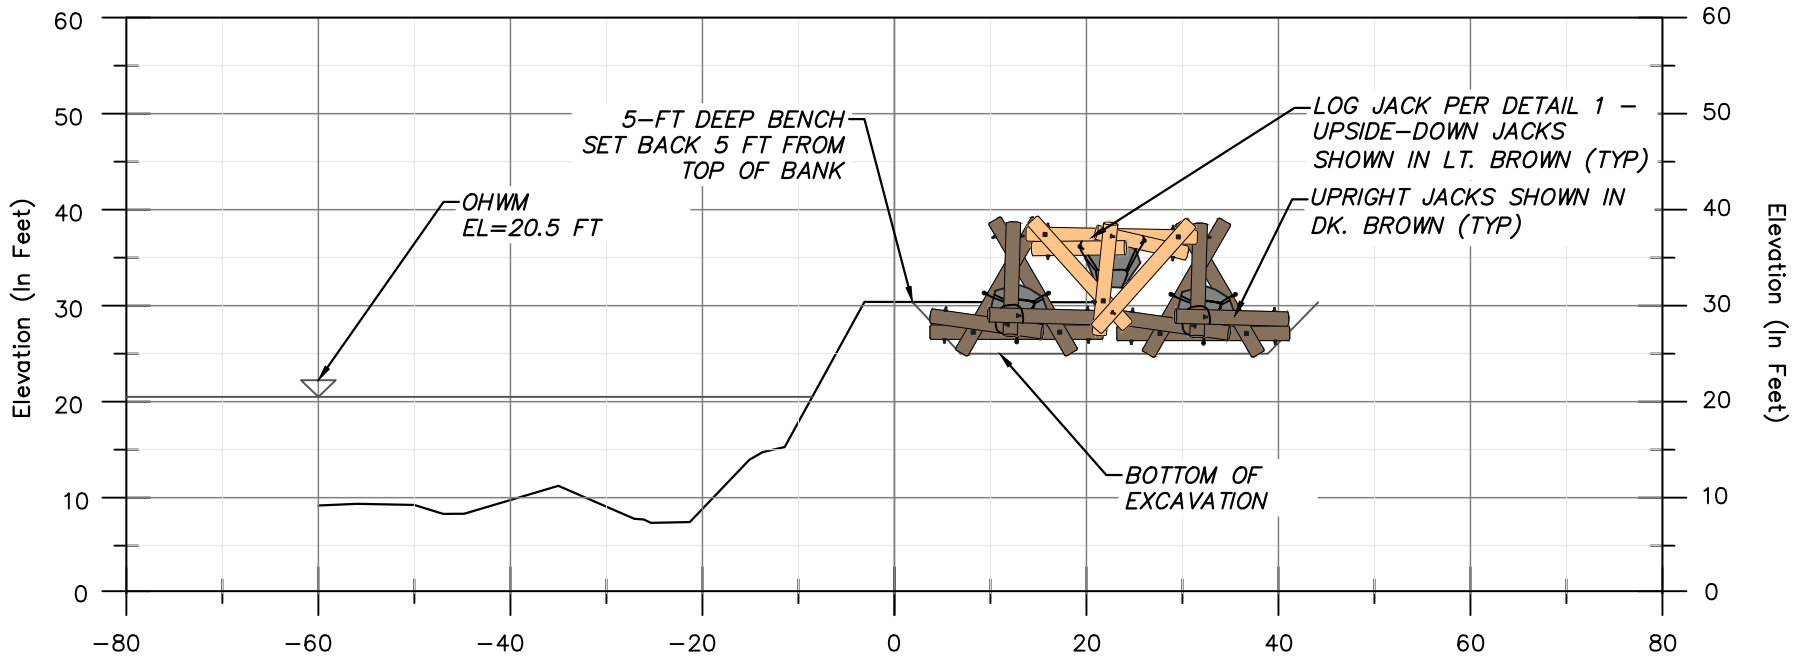 60
50
40
30
20
10
0
Elevation (In Feet)
5-FT DEEP BENCH
SET BACK 5 FT FROM
TOP OF BANK
OHWM
EL=20.5 FT
LOG JACK PER DETAIL 1 -
UPSIDE-DOWN JACKS
SHOWN IN LT. BROWN (TYP)
UPRIGHT JACKS SHOWN IN
DK. BROWN (TYP)
BOTTOM OF
EXCAVATION
60
50
40
30
20
10
0
Elevation (In Feet)
-80 -60 -40 -20 0 20 40 60 80